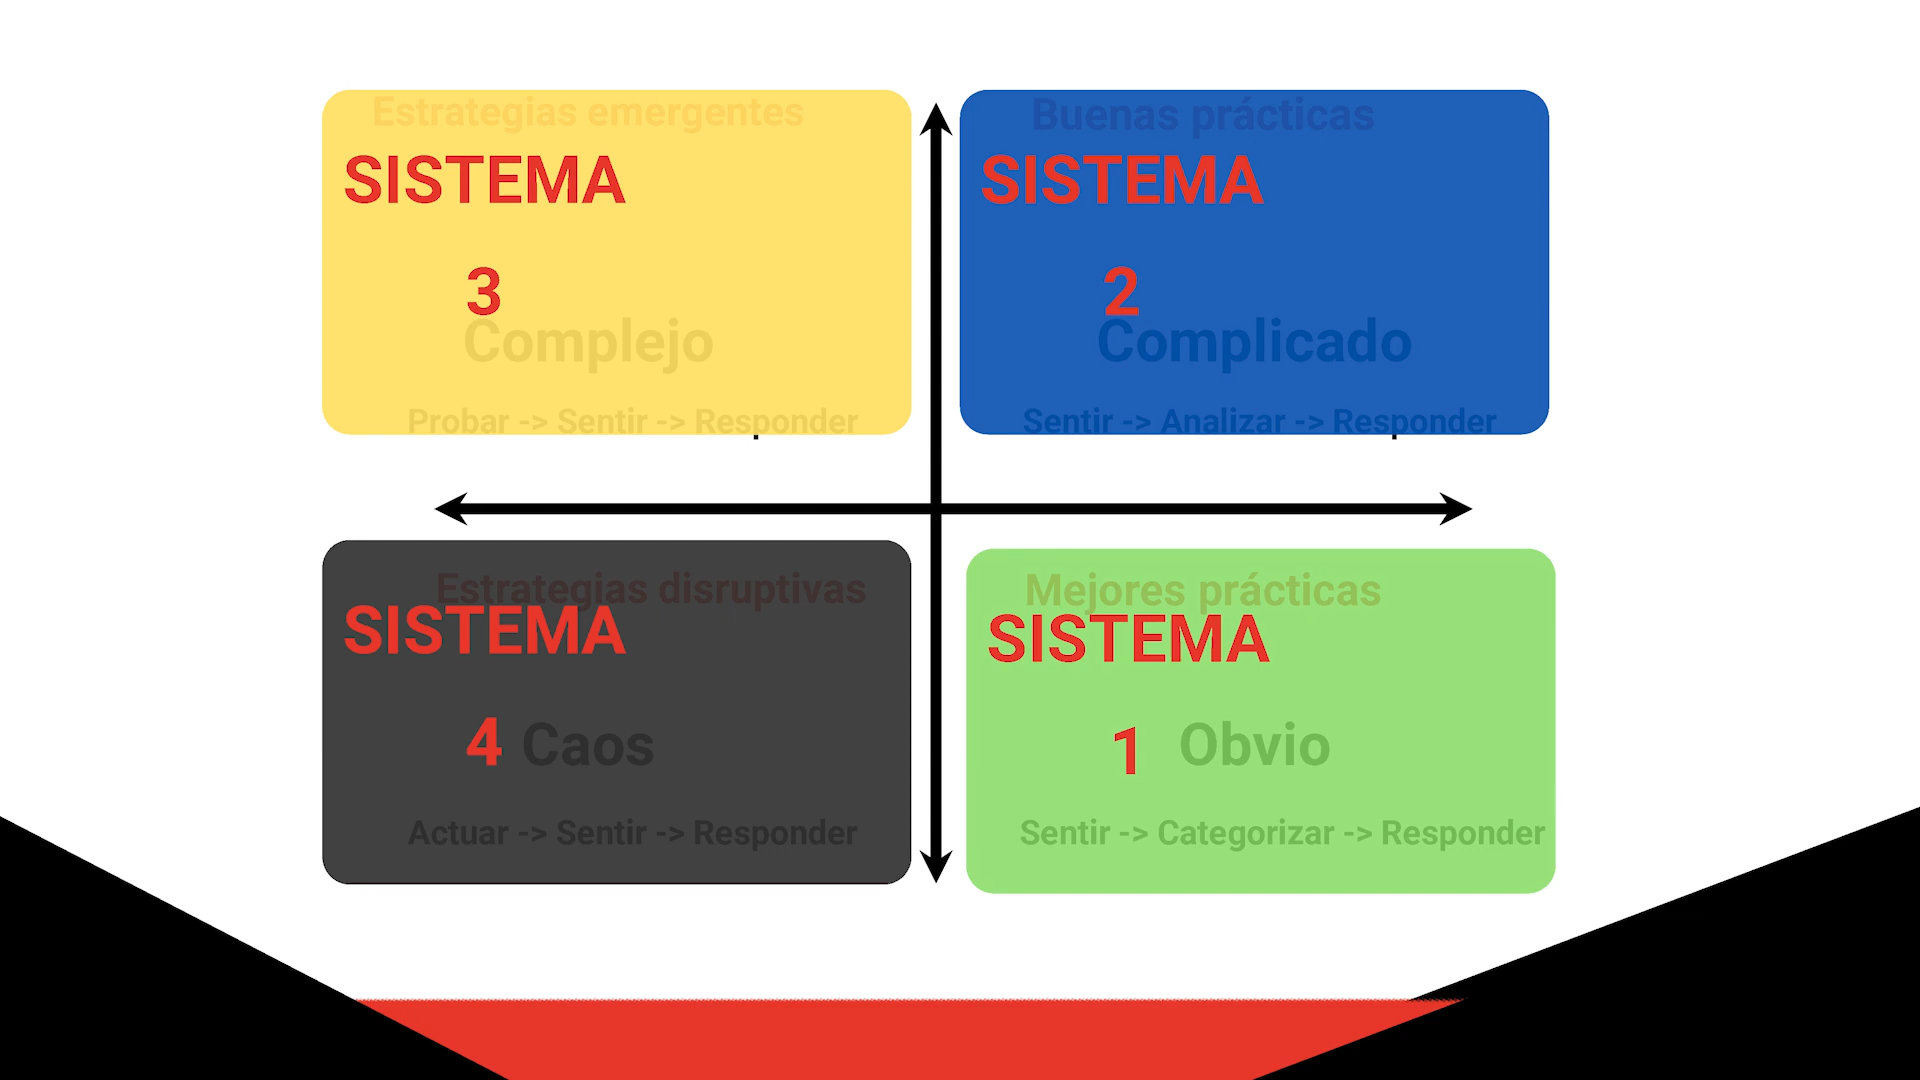 Estrategias emergentes
SISTEMA
3
Complejo
Probar -> Sentir -> Responder
Buenas prácticas
SISTEMA
2
Complicado
Sentir -> Analizar -> Responder
Estrategias disruptivas
SISTEMA
4 Caos
Actuar -> Sentir -> Responder
Mejores prácticas
SISTEMA
1 Obvio
Sentir -> Categorizar -> Responder